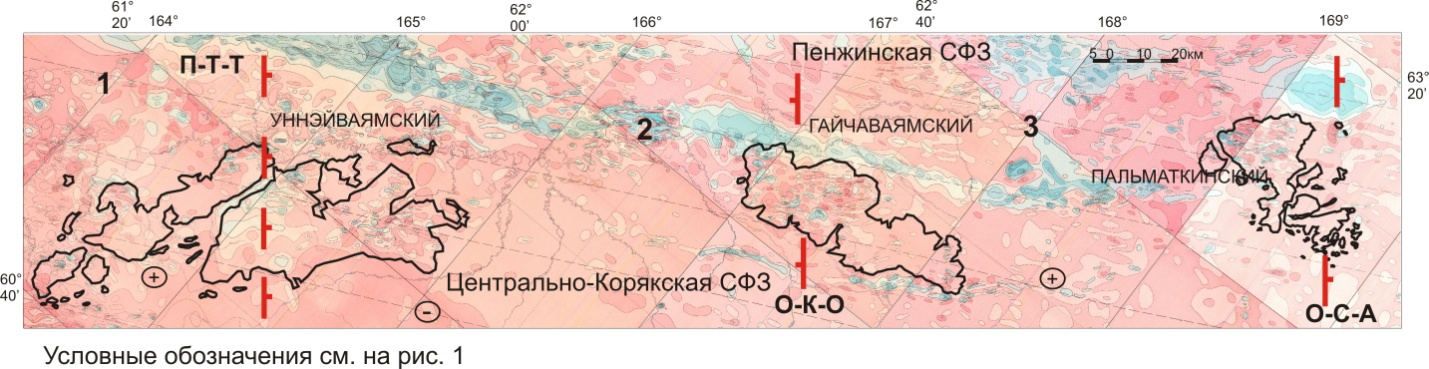 61° 20' 164° 165° 62° 00' 166° 167° 62° 40' 168° 169°
1 П-Т-Т Пенжинская СФЗ 5 0 10 20км 63° 20'
УННЭЙВАЯМСКИЙ 2 ГАЙЧАВАЯМСКИЙ 3
ПАЛЬМАТКИНСКИЙ
60° 40' + Центрально-Корякская СФЗ +
- О-К-О О-С-А
Условные обозначения см. на рис. 1